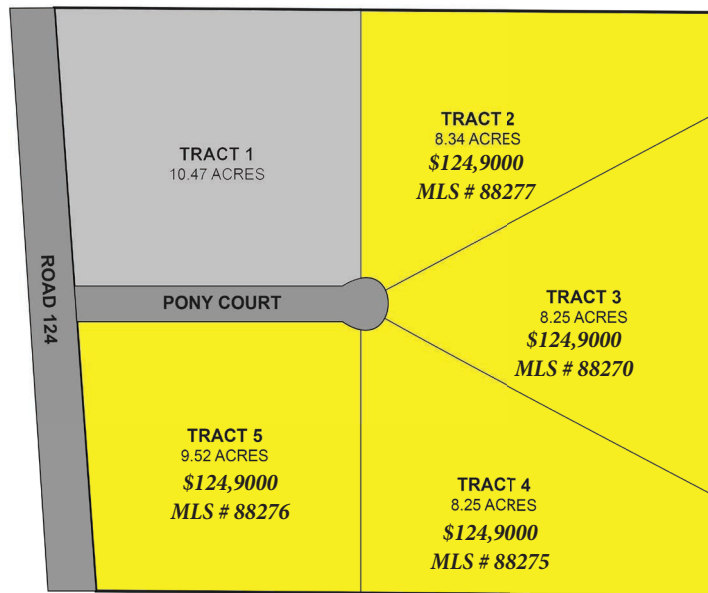 TRACT 1
10.47 ACRES
TRACT 2
8.34 ACRES
$124,9000
MLS # 88277
ROAD 124
PONY COURT
TRACT 3
8.25 ACRES
$124,9000
MLS # 88270
TRACT 5
9.52 ACRES
$124,9000
MLS # 88276
TRACT 4
8.25 ACRES
$124,9000
MLS # 88275